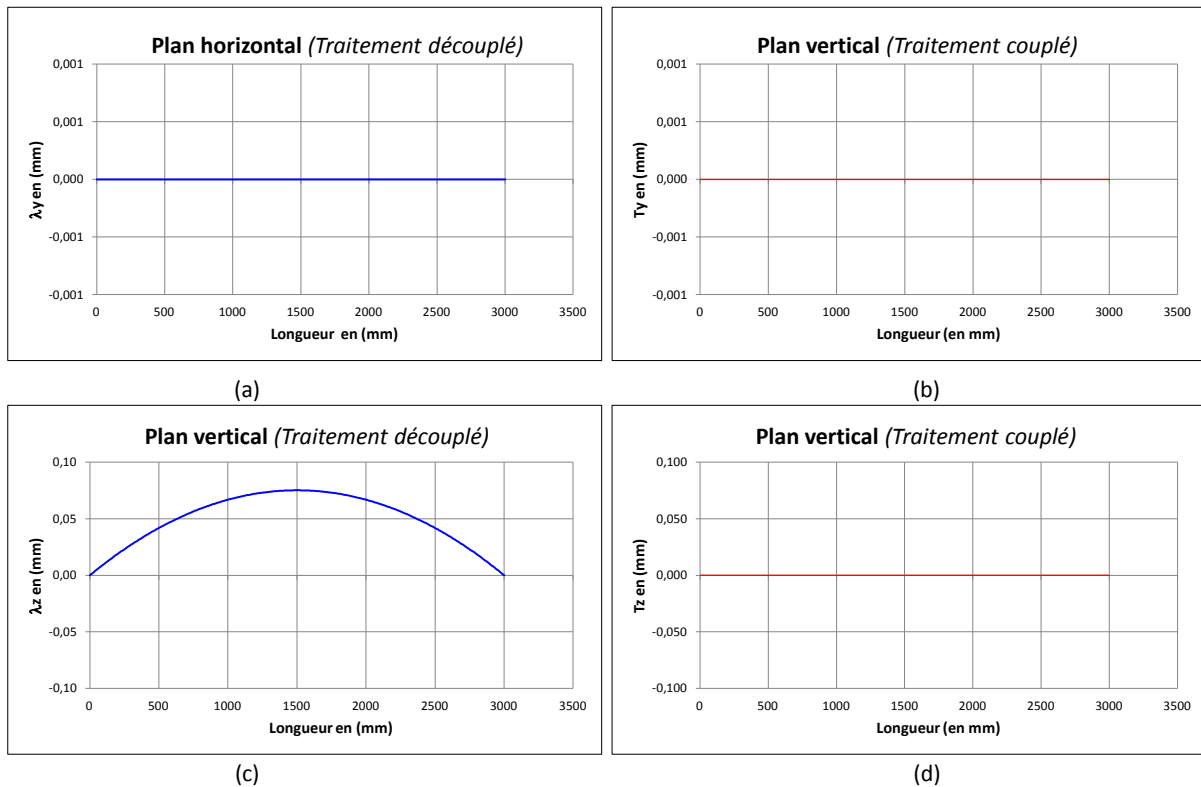 Plan horizontal (Traitement découplé)
0,001
0,001
0,000
-0,001
-0,001
λy en (mm)
0 500 1000 1500 2000 2500 3000 3500
Longueur en (mm)
(a)
Plan vertical (Traitement couplé)
0,001
0,001
0,000
-0,001
-0,001
Ty en (mm)
0 500 1000 1500 2000 2500 3000 3500
Longueur (en mm)
(b)
Plan vertical (Traitement découplé)
0,10
0,05
0,00
-0,05
-0,10
λz en (mm)
0 500 1000 1500 2000 2500 3000 3500
Longueur en (mm)
(c)
Plan vertical (Traitement couplé)
0,100
0,050
0,000
-0,050
-0,100
Tz en (mm)
0 500 1000 1500 2000 2500 3000 3500
Longueur (en mm)
(d)